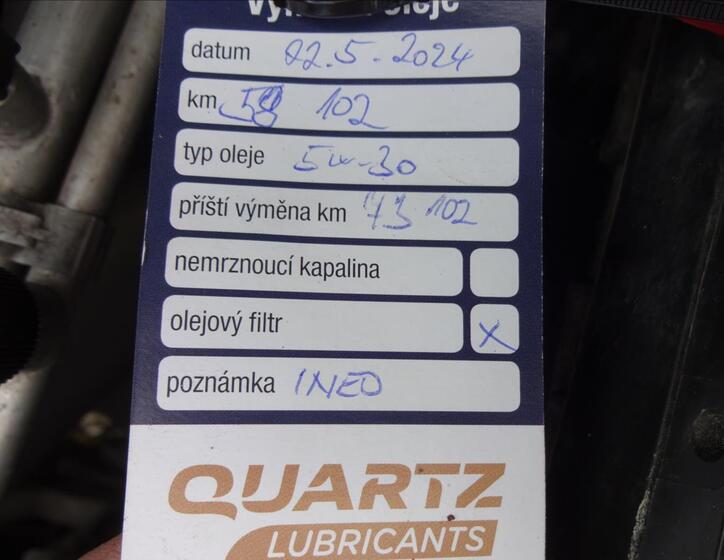 datum 22.5.2024
km 58 102
typ oleje 5w-30
příští výměna km 73 102
nemrznoucí kapalina
olejový filtr x
poznámka INEO
QUARTZ
LUBRICANTS